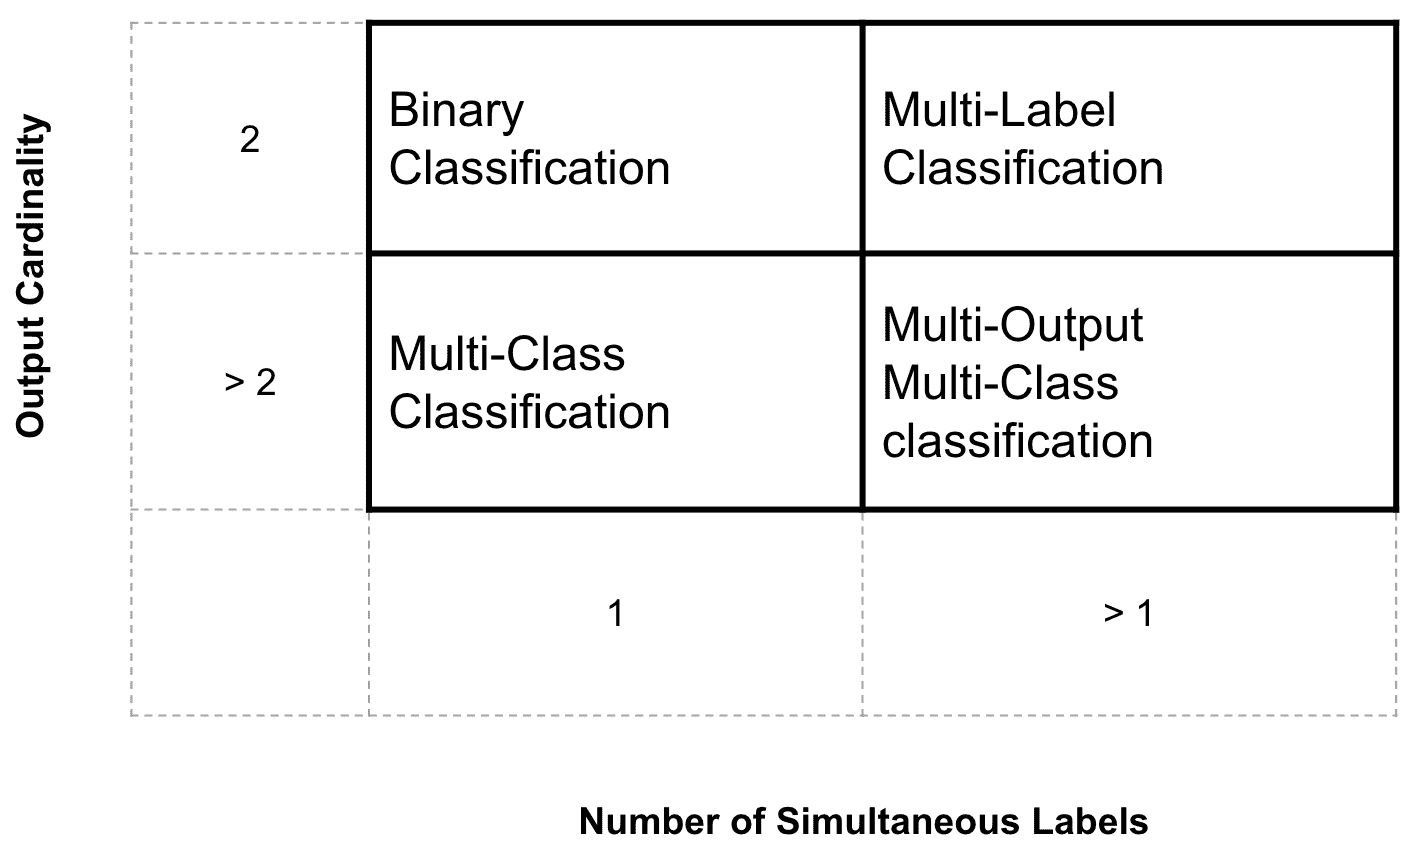 Output Cardinality
2
Binary
Classification
Multi-Label
Classification
> 2
Multi-Class
Classification
Multi-Output
Multi-Class
classification
1
> 1
Number of Simultaneous Labels